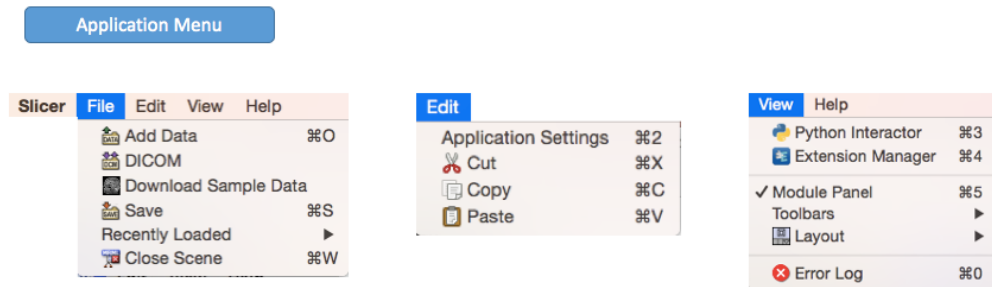 Application Menu
Slicer File Edit View Help
Add Data ⌘O
DICOM
Download Sample Data
Save ⌘S
Recently Loaded ▶
Close Scene ⌘W
Edit
Application Settings ⌘2
Cut ⌘X
Copy ⌘C
Paste ⌘V
View Help
Python Interactor ⌘3
Extension Manager ⌘4
✓ Module Panel ⌘5
Toolbars ▶
Layout ▶
Error Log ⌘0